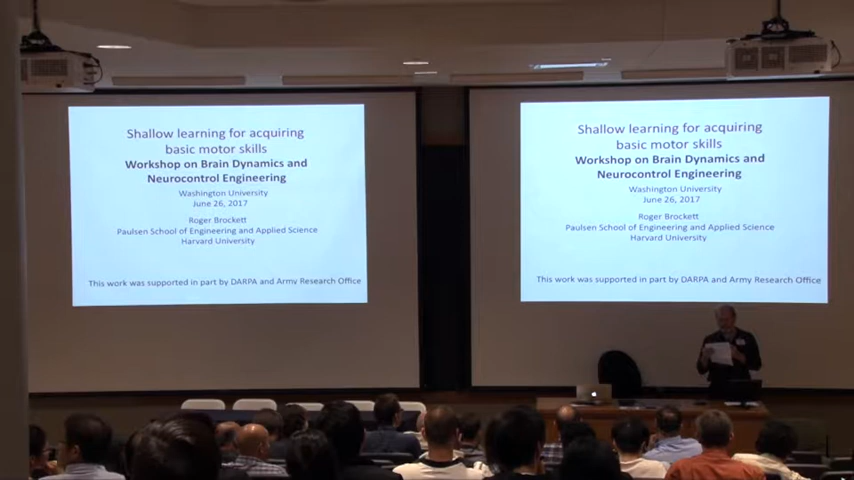 Shallow learning for acquiring
basic motor skills
Workshop on Brain Dynamics and
Neurocontrol Engineering
Washington University
June 26, 2017
Roger Brockett
Paulsen School of Engineering and Applied Science
Harvard University
This work was supported in part by DARPA and Army Research Office
Shallow learning for acquiring
basic motor skills
Workshop on Brain Dynamics and
Neurocontrol Engineering
Washington University
June 26, 2017
Roger Brockett
Paulsen School of Engineering and Applied Science
Harvard University
This work was supported in part by DARPA and Army Research Office